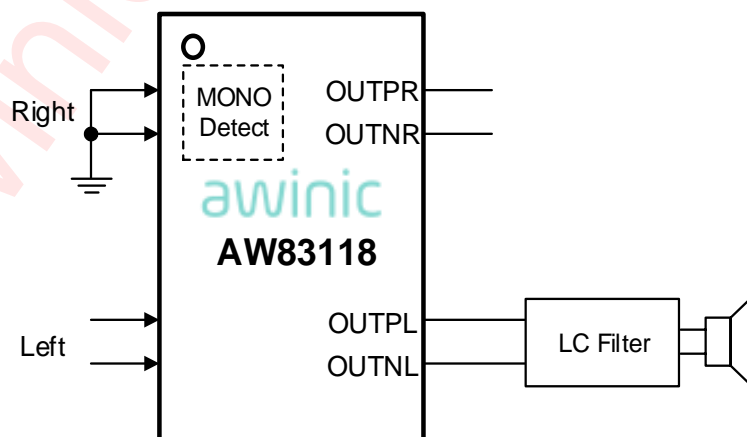 Right
MONO
Detect
OUTPR
OUTNR
awinic
AW83118
Left
OUTPL
OUTNL
LC Filter